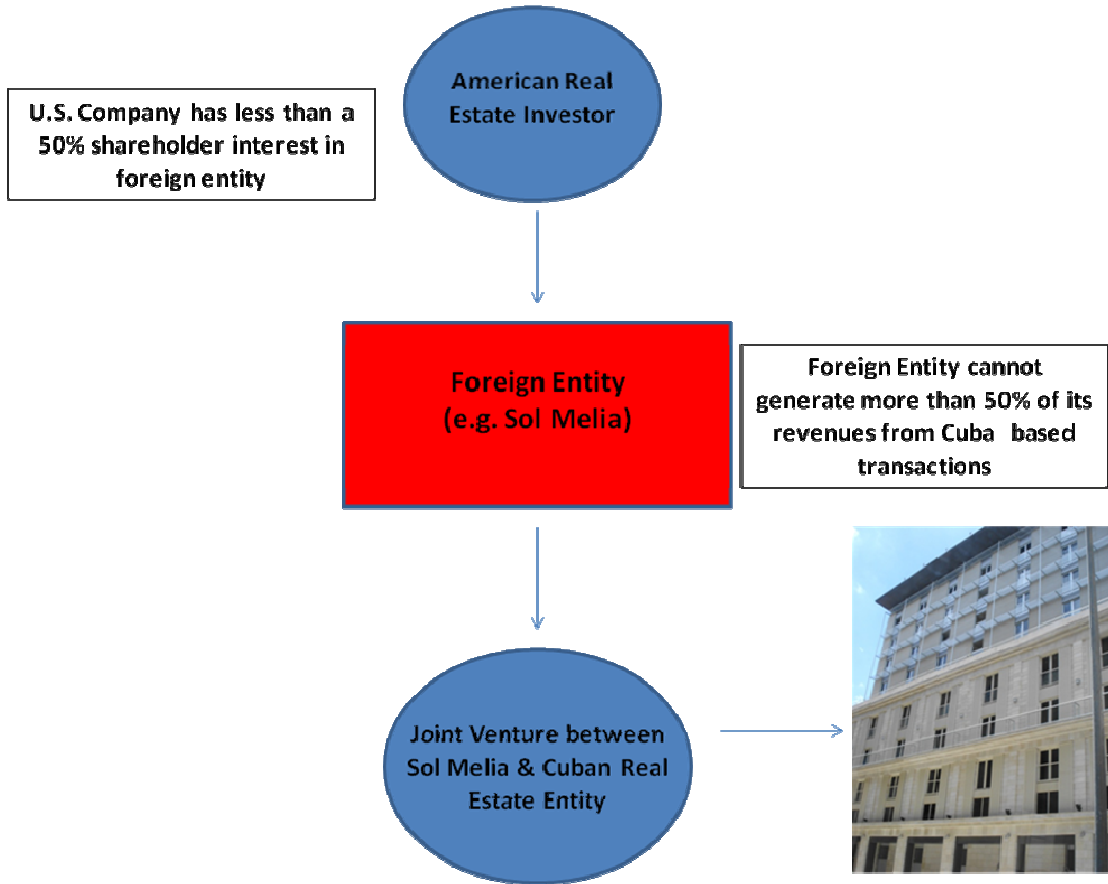 American Real
Estate Investor
U.S. Company has less than a
50% shareholder interest in
foreign entity
Foreign Entity
(e.g. Sol Melia)
Foreign Entity cannot
generate more than 50% of its
revenues from Cuba based
transactions
Joint Venture between
Sol Melia & Cuban Real
Estate Entity